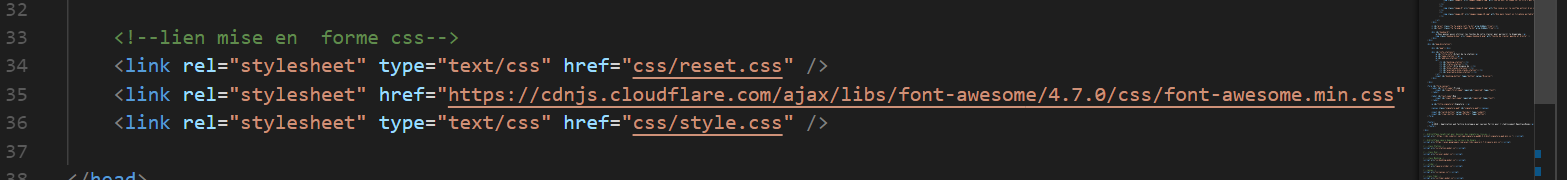 32
33 <!--lien mise en  forme css-->
34 <link rel="stylesheet" type="text/css" href="css/reset.css" />
35 <link rel="stylesheet" href="https://cdnjs.cloudflare.com/ajax/libs/font-awesome/4.7.0/css/font-awesome.min.css"
36 <link rel="stylesheet" type="text/css" href="css/style.css" />
37
38 </head>